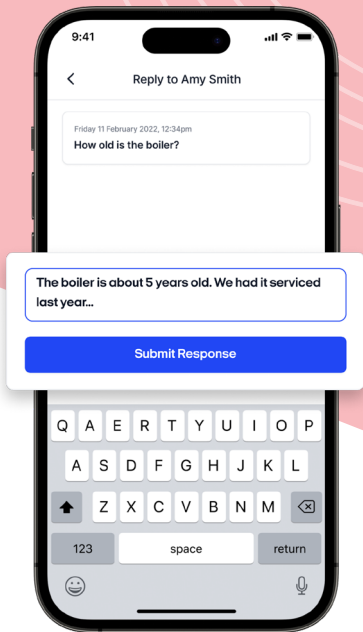 9:41
Reply to Amy Smith
Friday 11 February 2022, 12:34pm
How old is the boiler?
The boiler is about 5 years old. We had it serviced
last year...
Submit Response
Q A E R T Y U I O P
A S D F G H J K L
Z X C V B N M
123 space return